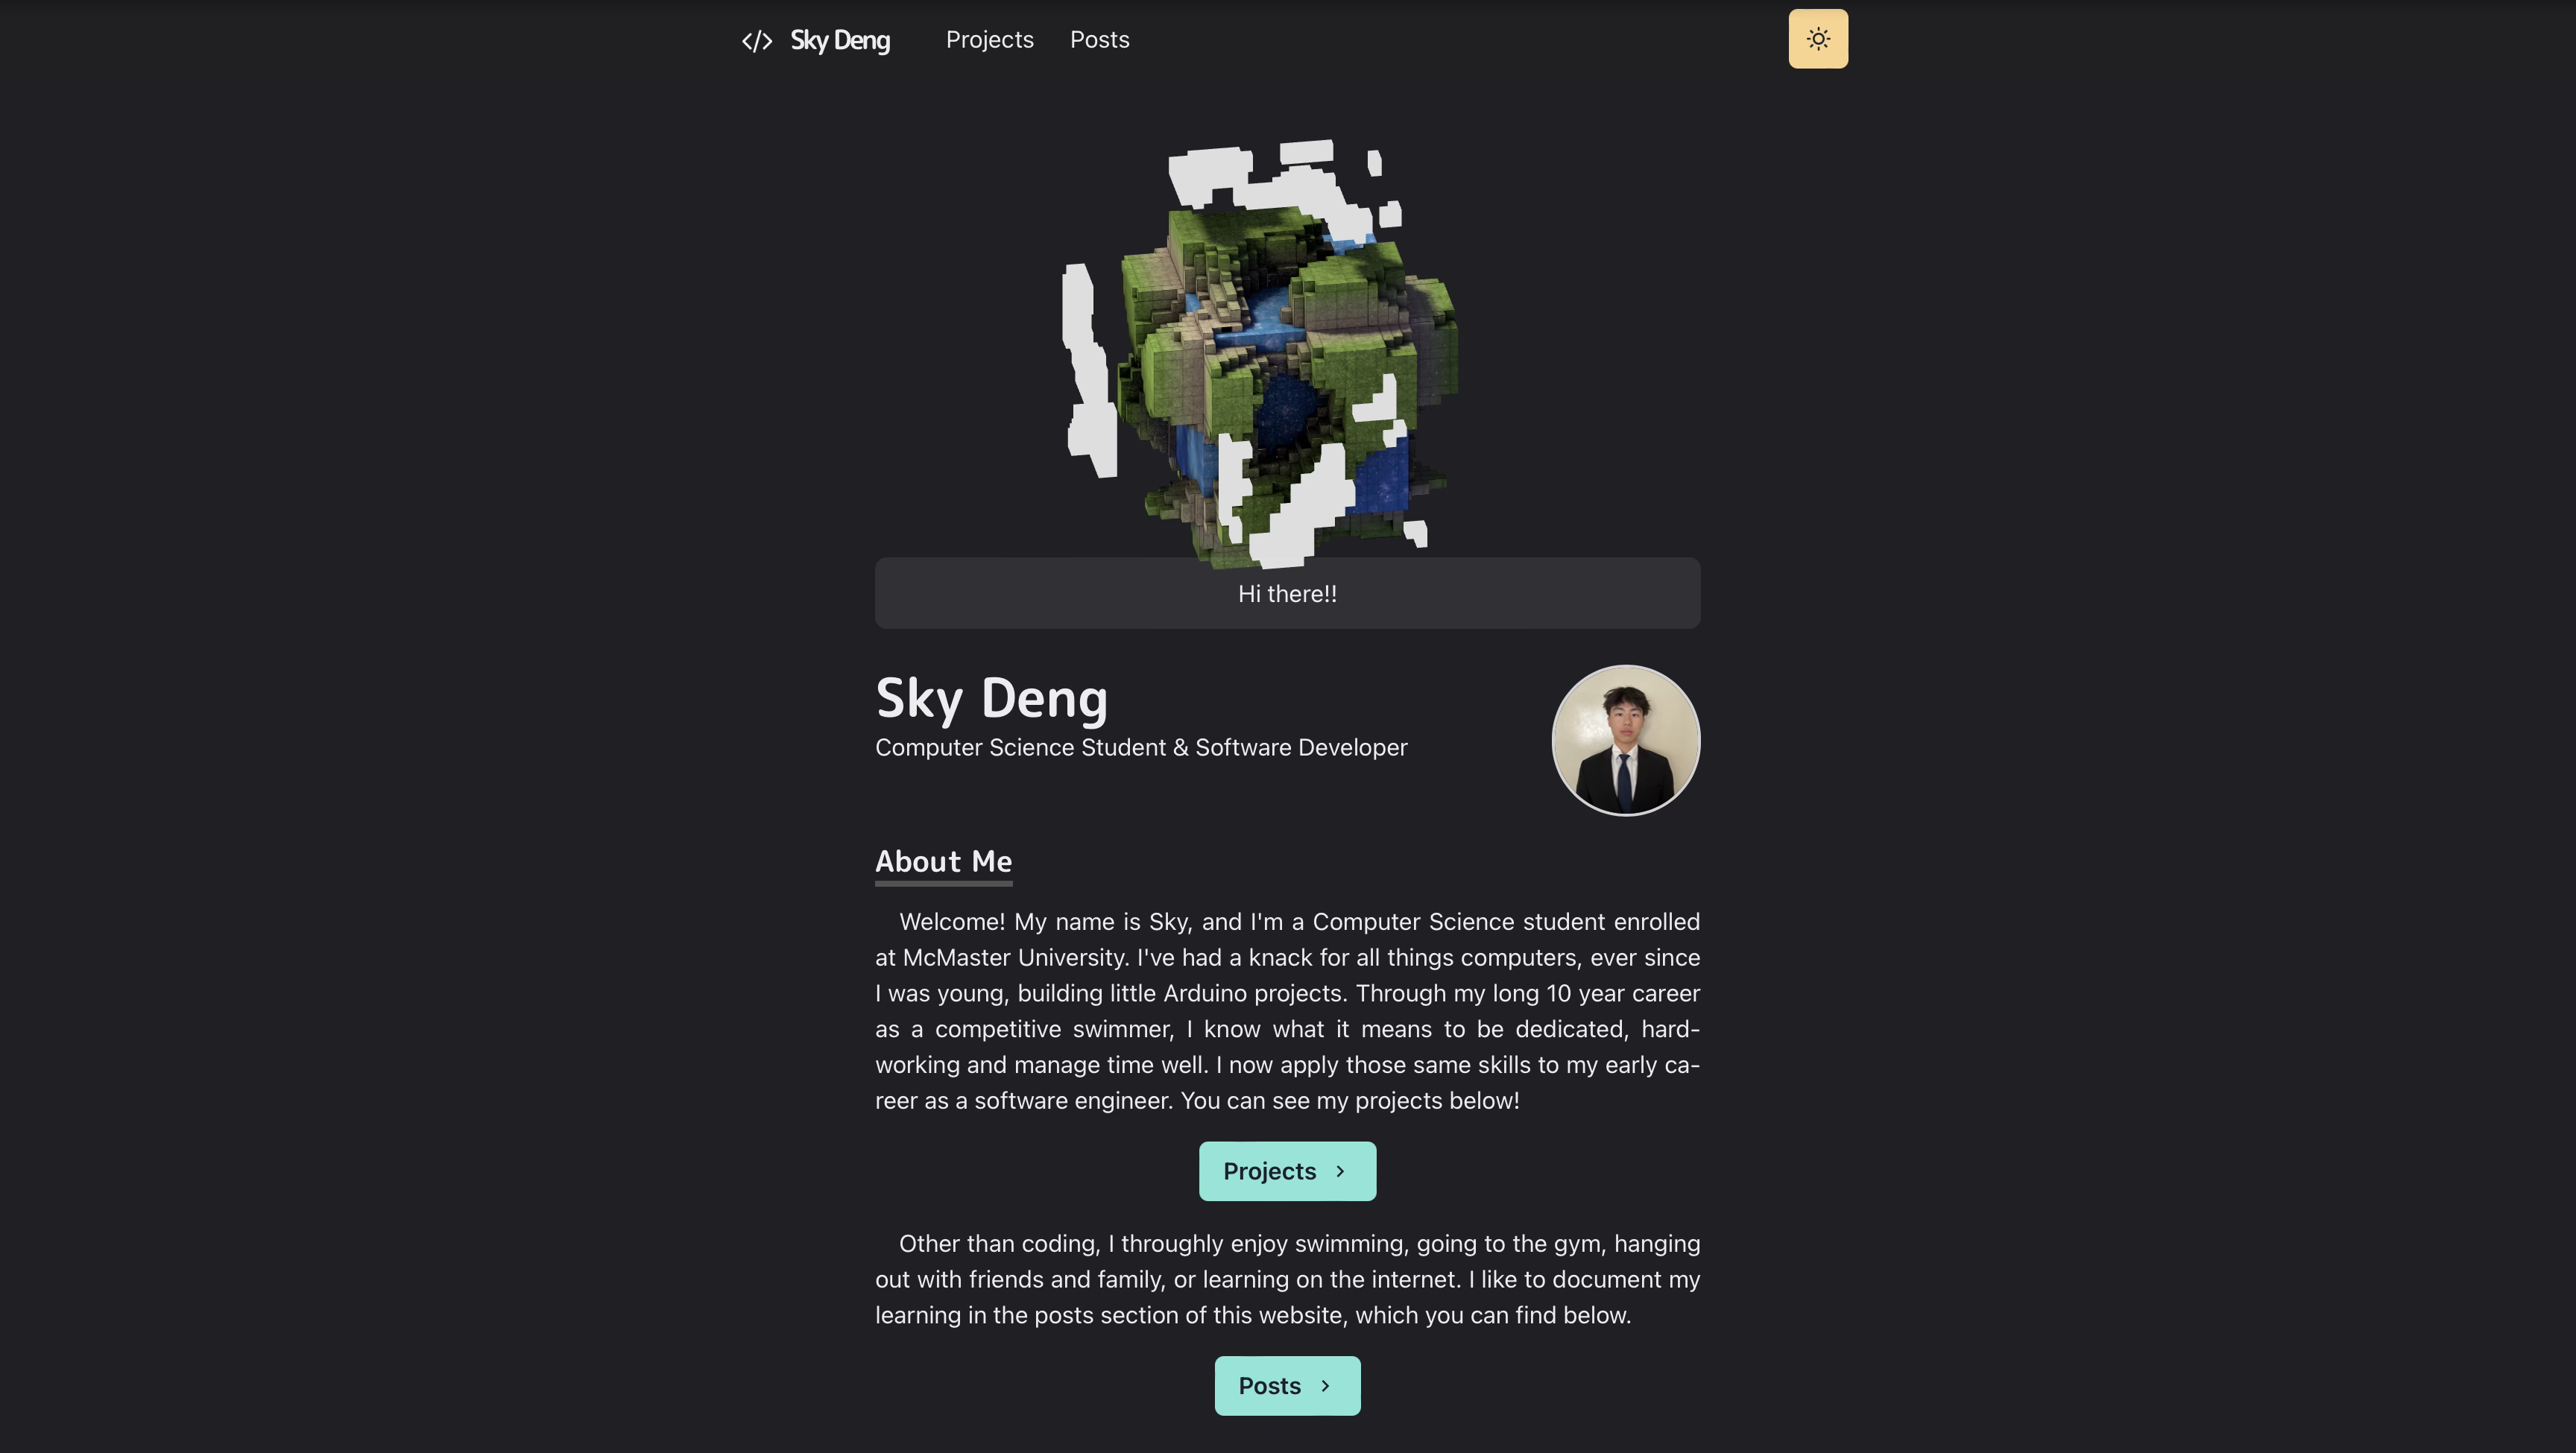 </> Sky Deng Projects Posts
Hi there!!
Sky Deng
Computer Science Student & Software Developer
About Me
Welcome! My name is Sky, and I'm a Computer Science student enrolled
at McMaster University. I've had a knack for all things computers, ever since
I was young, building little Arduino projects. Through my long 10 year career
as a competitive swimmer, I know what it means to be dedicated, hard-
working and manage time well. I now apply those same skills to my early ca-
reer as a software engineer. You can see my projects below!
Projects >
Other than coding, I throughly enjoy swimming, going to the gym, hanging
out with friends and family, or learning on the internet. I like to document my
learning in the posts section of this website, which you can find below.
Posts >